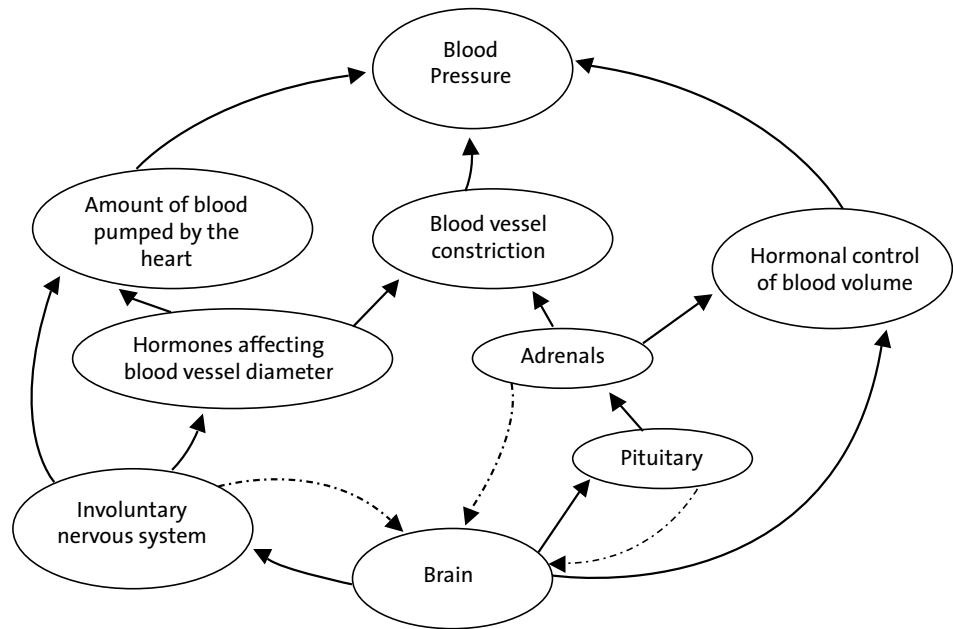 Blood
Pressure
Amount of blood
pumped by the
heart
Blood vessel
constriction
Hormonal control
of blood volume
Hormones affecting
blood vessel diameter
Adrenals
Pituitary
Involuntary
nervous system
Brain